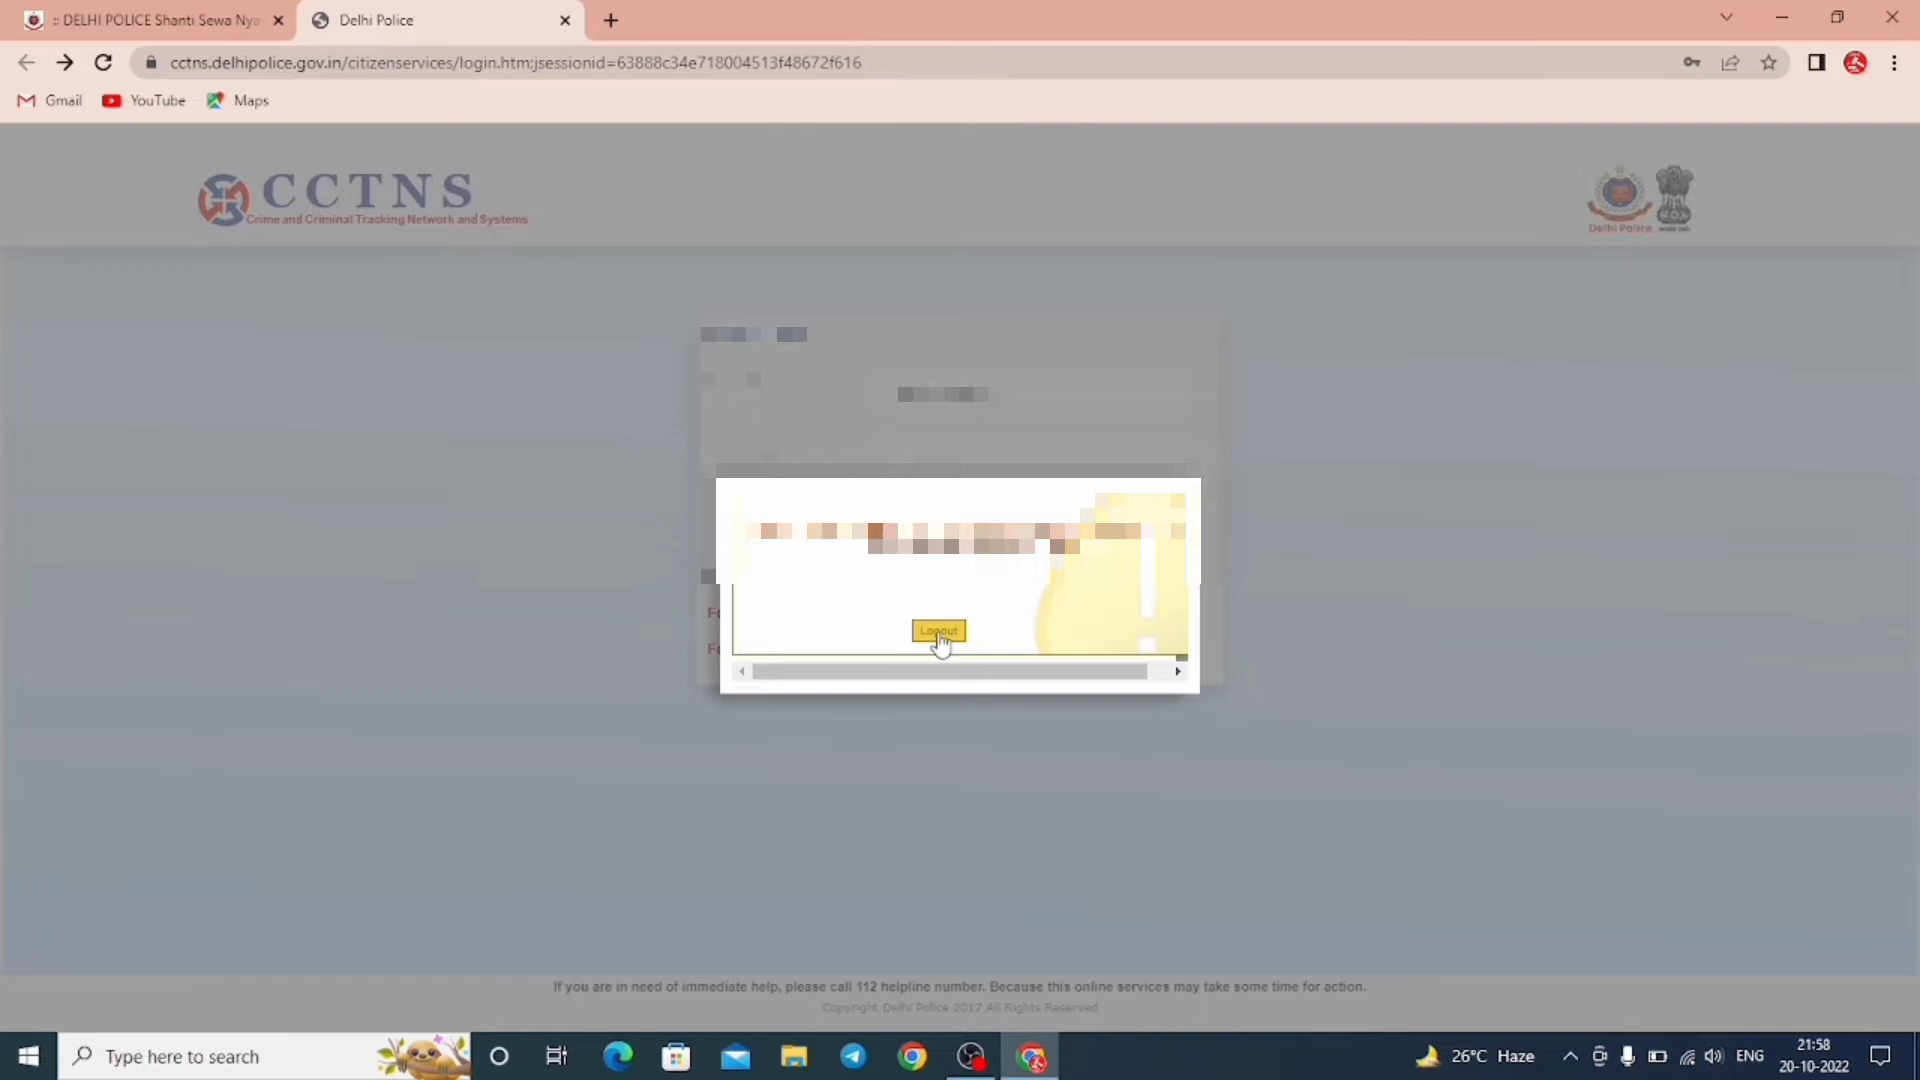 :: DELHI POLICE Shanti Sewa Nya
Delhi Police
cctns.delhipolice.gov.in/citizenservices/login.htm;jsessionid=63888c34e718004513f48672f616
Gmail
YouTube
Maps
CCTNS
Crime and Criminal Tracking Network and Systems
Delhi Police
Logout
If you are in need of immediate help, please call 112 helpline number. Because this online services may take some time for action.
Copyright Delhi Police 2017 All Rights Reserved
Type here to search
26°C Haze
ENG
21:58
20-10-2022